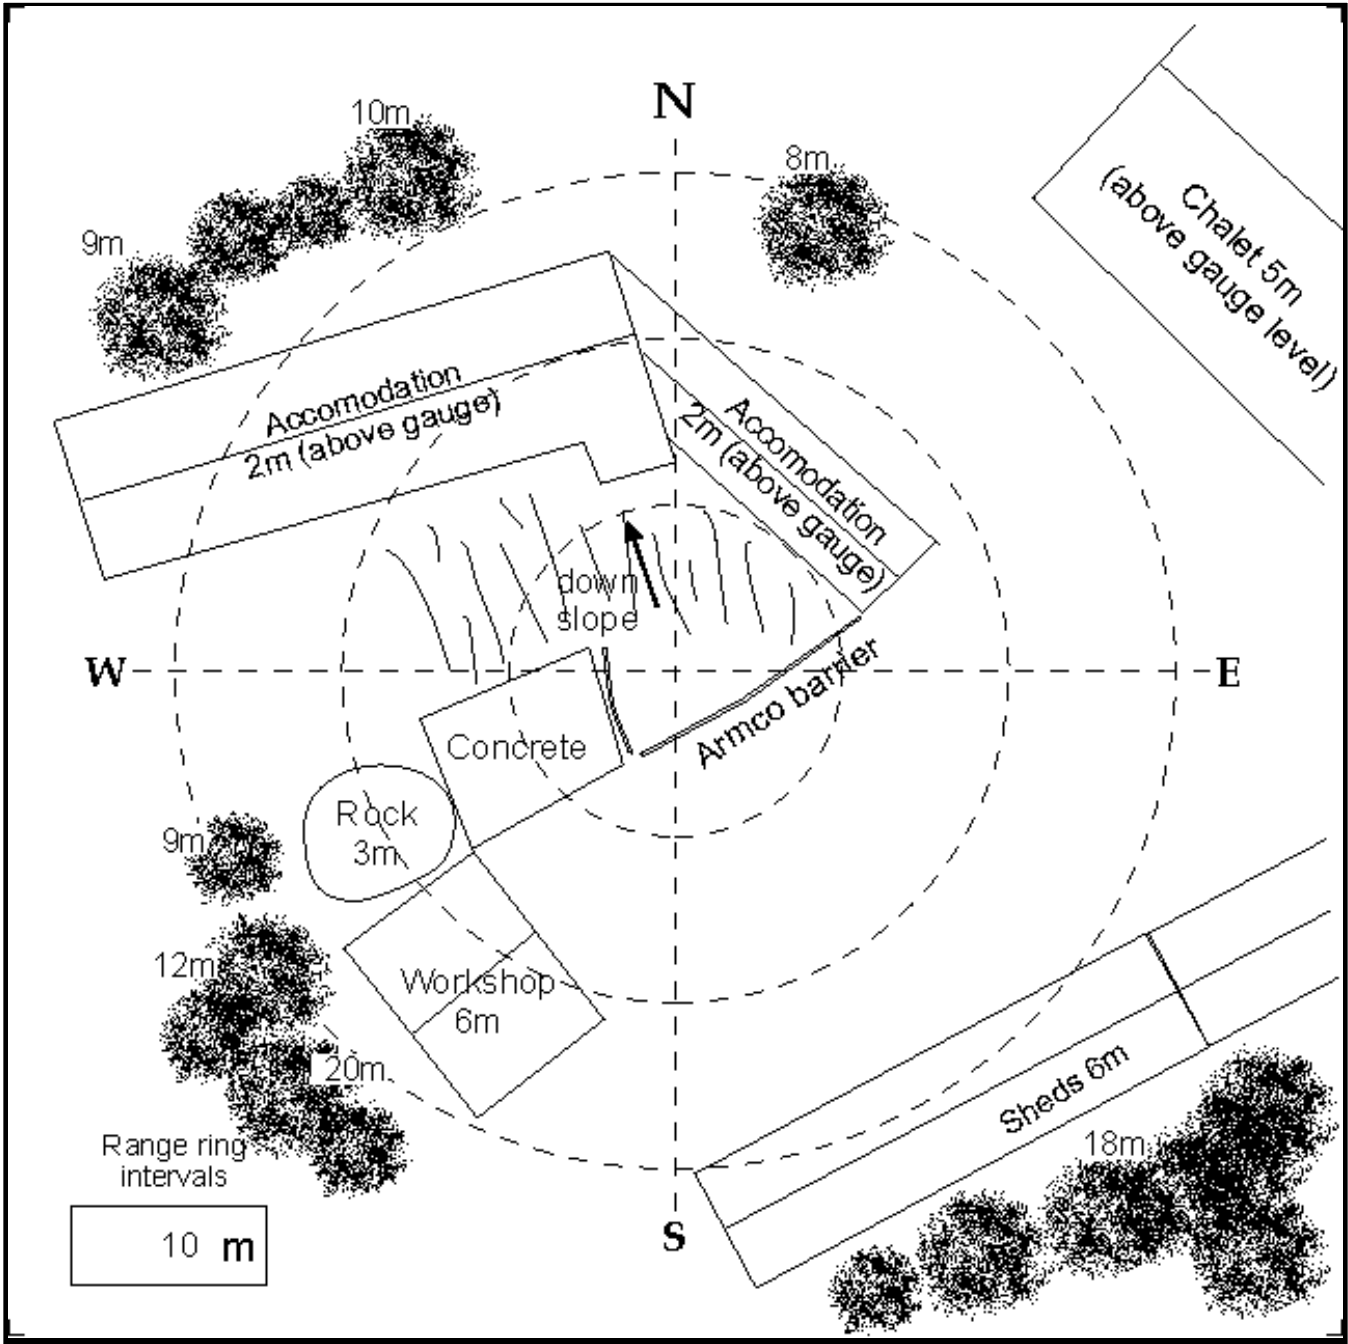 N
10m
8m
9m
Chalet 5m
(above gauge level)
Accomodation
2m (above gauge)
Accomodation
2m (above gauge)
down
slope
W
E
Armco barrier
Concrete
Rock
3m
9m
12m
Workshop
6m
20m
Sheds 6m
18m
Range ring
intervals
S
10 m